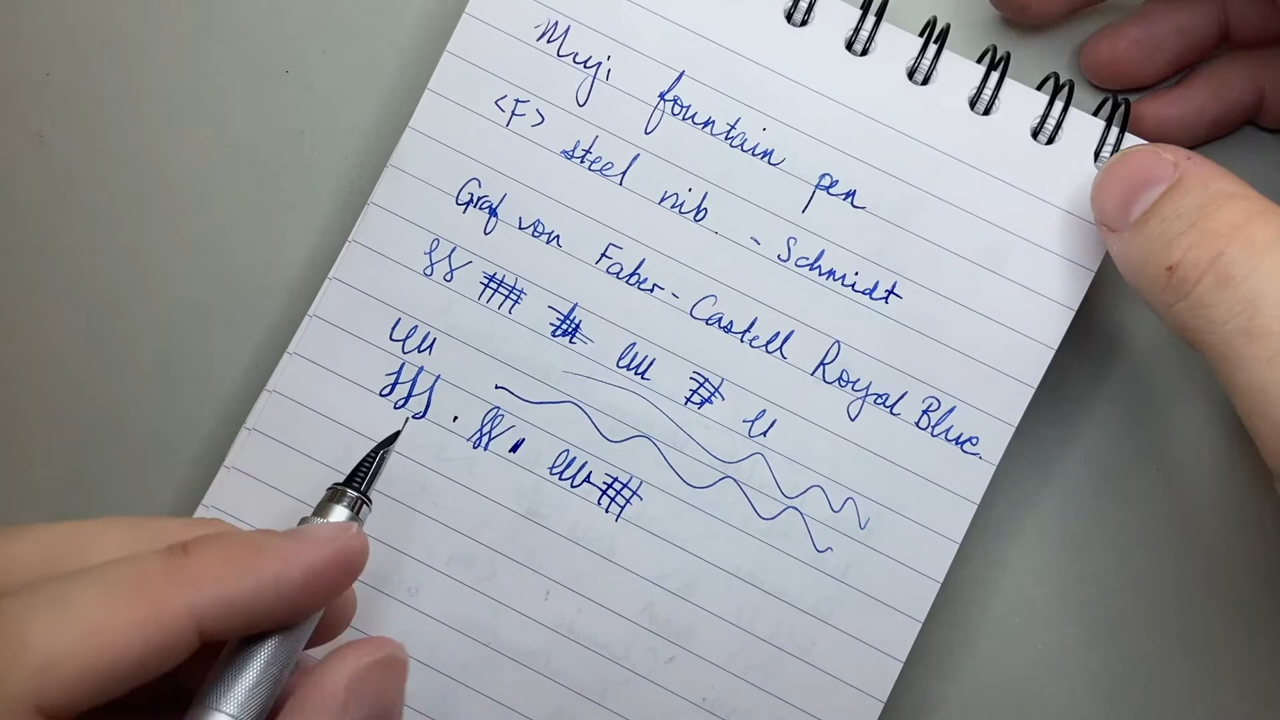 Muji fountain pen
<F> steel nib. - Schmidt
Graf von Faber-Castell Royal Blue.